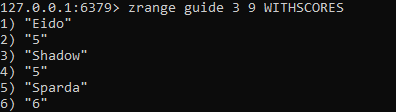 127.0.0.1:6379> zrange guide 3 9 WITHSCORES
1) "Eido"
2) "5"
3) "Shadow"
4) "5"
5) "Sparda"
6) "6"